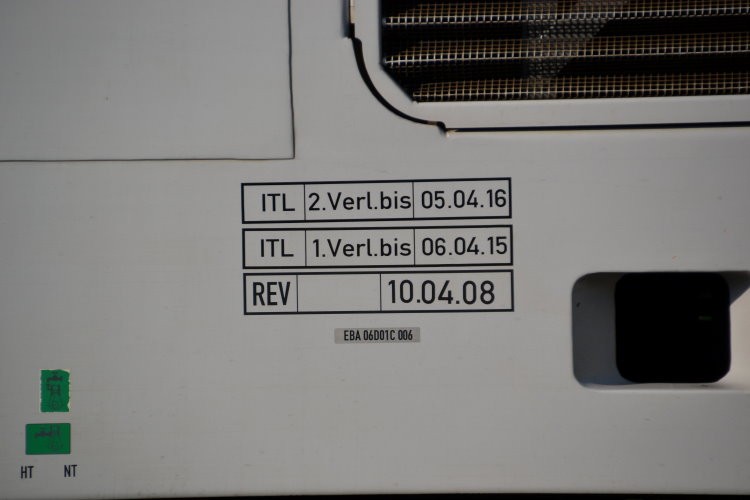 ITL 2.Verl.bis 05.04.16
ITL 1.Verl.bis 06.04.15
REV 10.04.08
EBA 06D01C 006
HT NT